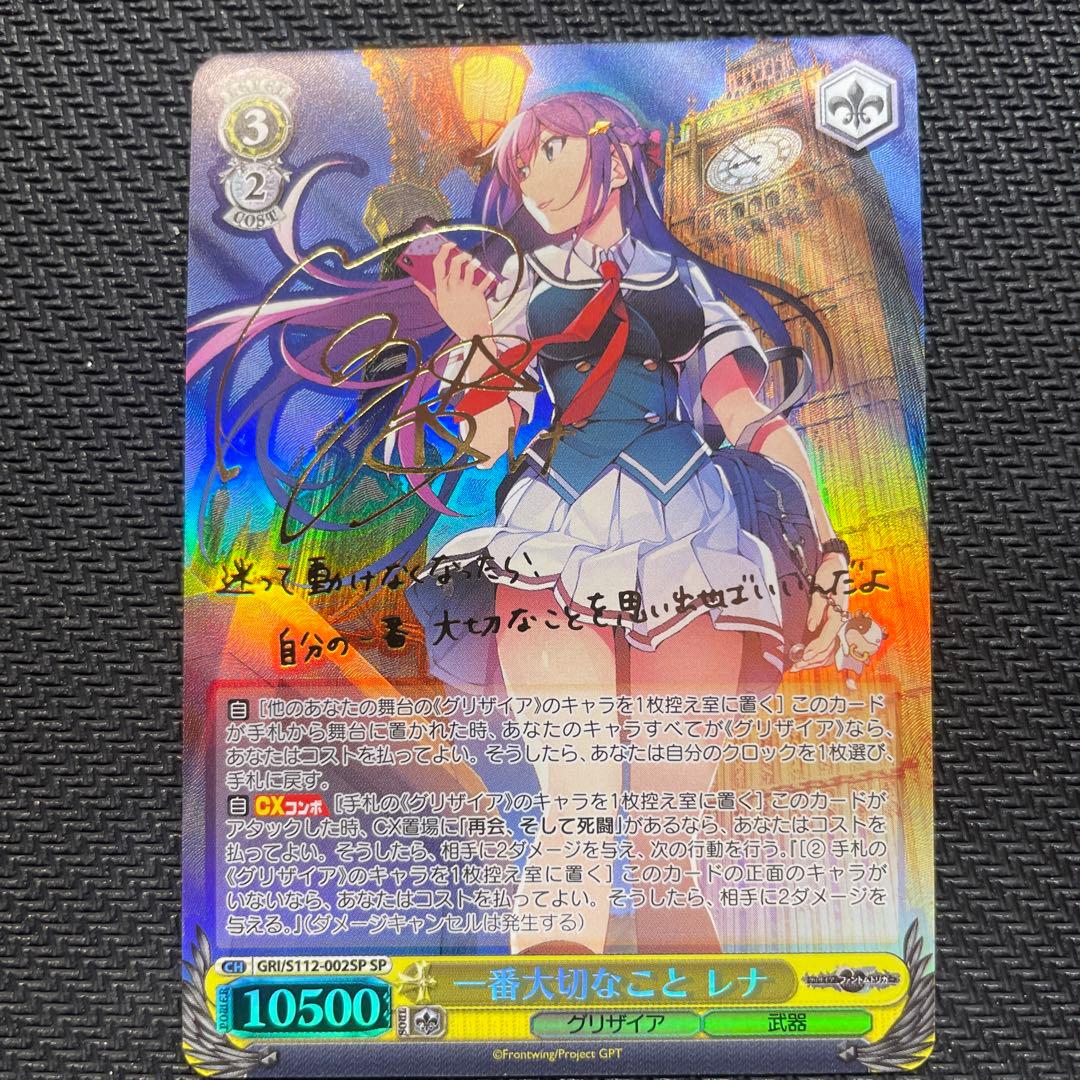 LEVEL
3
2
COST
レナ
迷って動けなくなったら、
自分の一番 大切なことを思い出せばいいんだよ
自 [他のあなたの舞台の《グリザイア》のキャラを1枚控え室に置く] このカード
が手札から舞台に置かれた時、あなたのキャラすべてが《グリザイア》なら、
あなたはコストを払ってよい。そうしたら、あなたは自分のクロックを1枚選び、
手札に戻す。
自 CXコンボ [手札の《グリザイア》のキャラを1枚控え室に置く] このカードが
アタックした時、CX置場に「再会、そして死闘」があるなら、あなたはコストを
払ってよい。そうしたら、相手に2ダメージを与え、次の行動を行う。『[② 手札の
《グリザイア》のキャラを1枚控え室に置く] このカードの正面のキャラが
いないなら、あなたはコストを払ってよい。そうしたら、相手に2ダメージを
与える。』(ダメージキャンセルは発生する)
CH GRI/S112-002SP SP
POWER
10500
SOUL
一番大切なこと レナ
ファントムトリガー
グリザイア
武器
©Frontwing/Project GPT